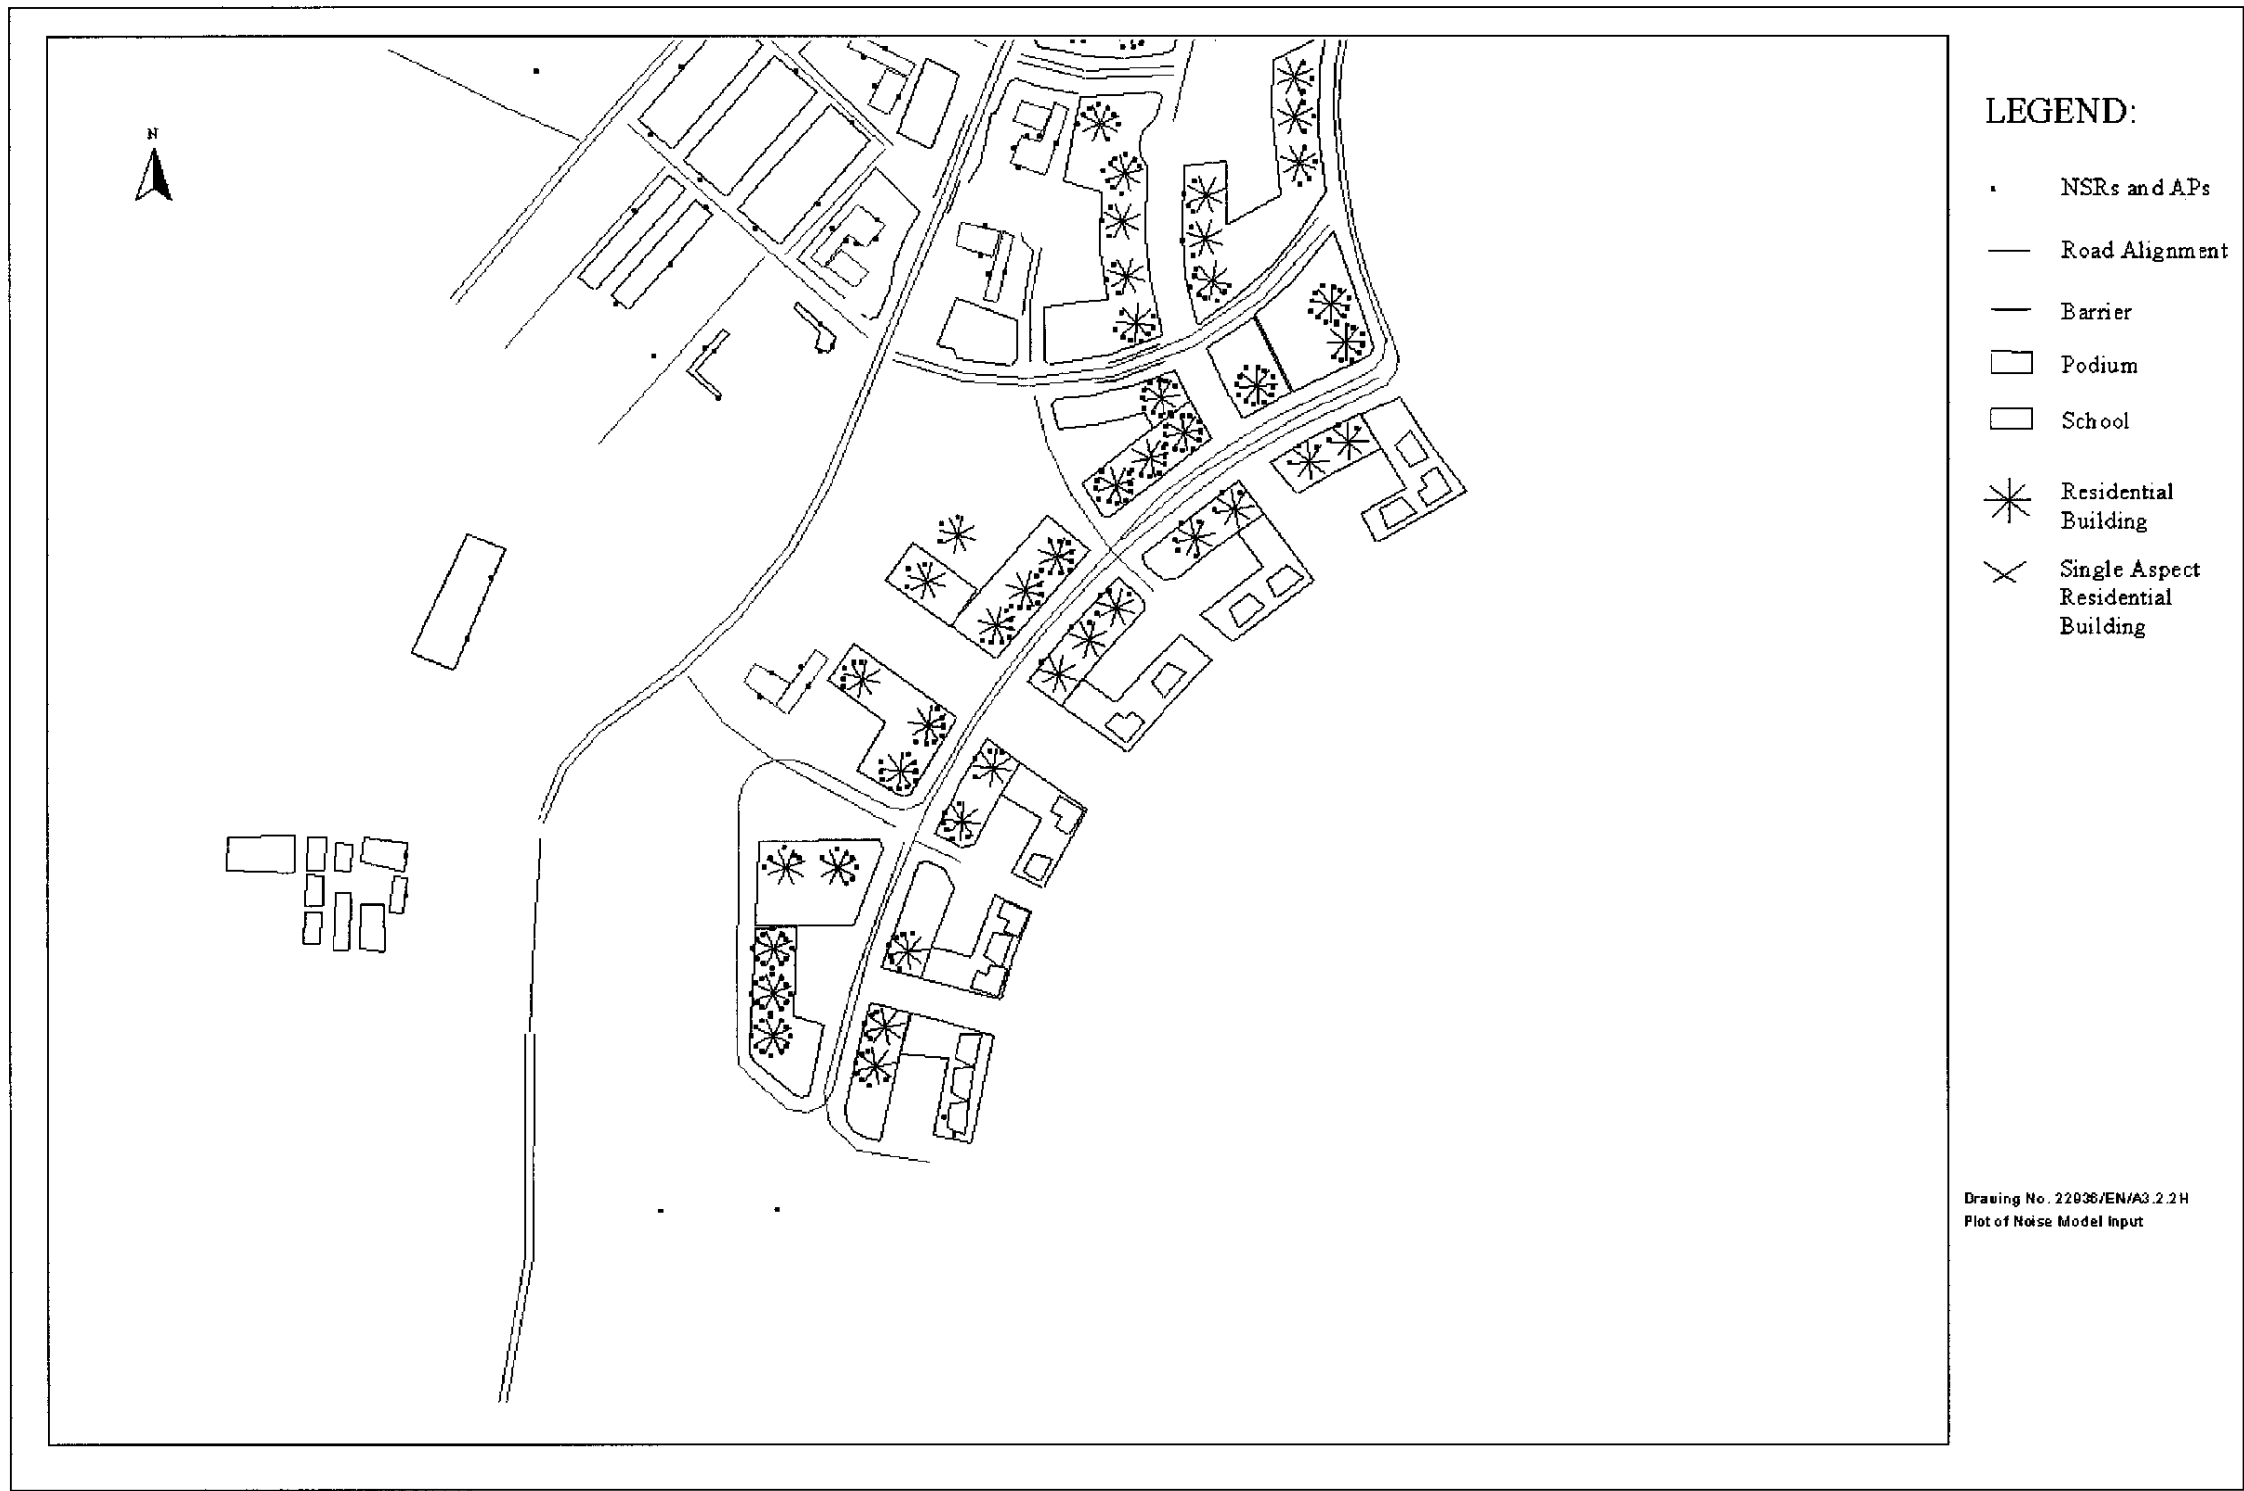 N
LEGEND:
NSRs and APs
Road Alignment
Barrier
Podium
School
Residential
Building
Single Aspect
Residential
Building
Drawing No. 22936/EN/A3.2.2H
Plot of Noise Model Input